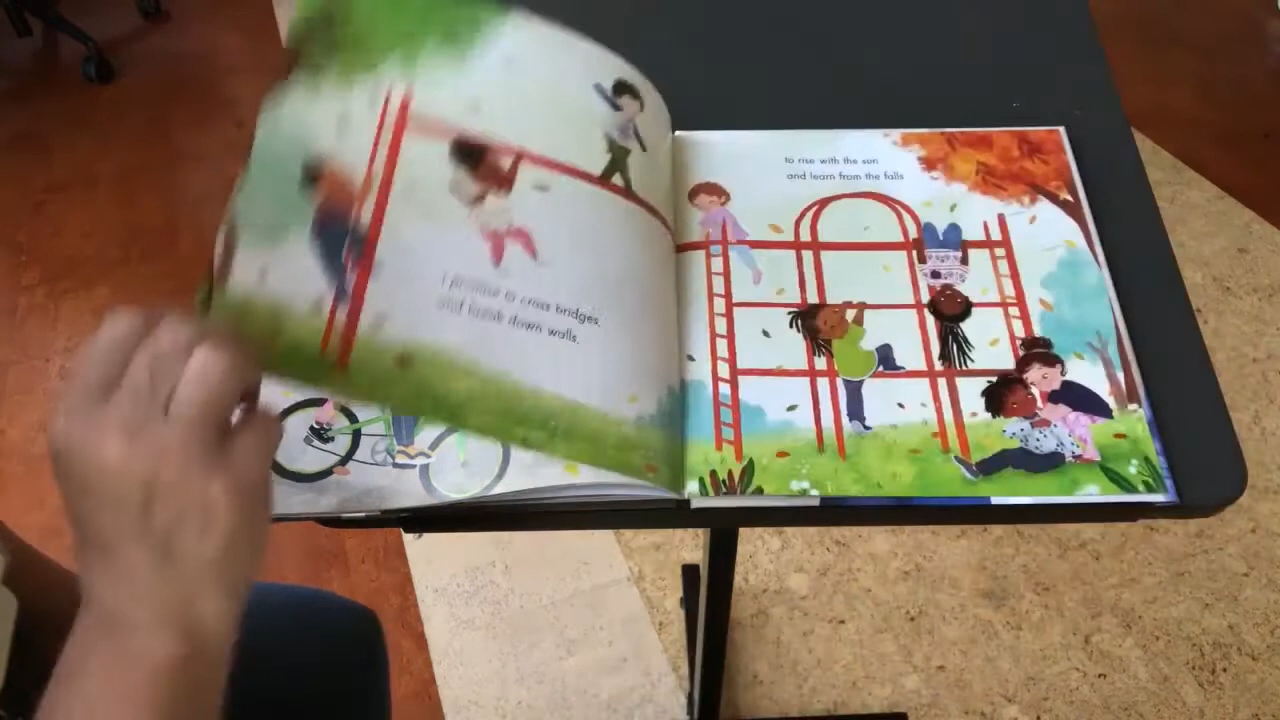 I promise to cross bridges,
and break down walls.
to rise with the sun
and learn from the falls